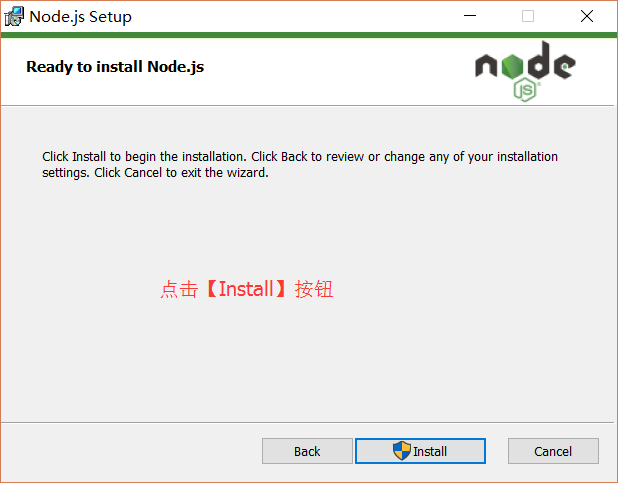 Node.js Setup
Ready to install Node.js
node
JS
Click Install to begin the installation. Click Back to review or change any of your installation
settings. Click Cancel to exit the wizard.
点击【Install】按钮
Back
Install
Cancel